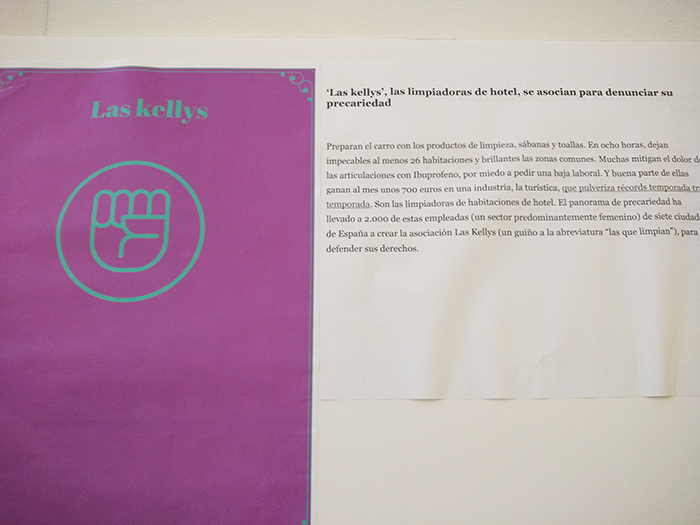 Las kellys
‘Las kellys’, las limpiadoras de hotel, se asocian para denunciar su
precariedad
Preparan el carro con los productos de limpieza, sábanas y toallas. En ocho horas, dejan
impecables al menos 26 habitaciones y brillantes las zonas comunes. Muchas mitigan el dolor de
las articulaciones con Ibuprofeno, por miedo a pedir una baja laboral. Y buena parte de ellas
ganan al mes unos 700 euros en una industria, la turística, que pulveriza récords temporada
temporada. Son las limpiadoras de habitaciones de hotel. El panorama de precariedad ha
llevado a 2.000 de estas empleadas (un sector predominantemente femenino) de siete
de España a crear la asociación Las Kellys (un guiño a la abreviatura “las que limpian”), para
defender sus derechos.